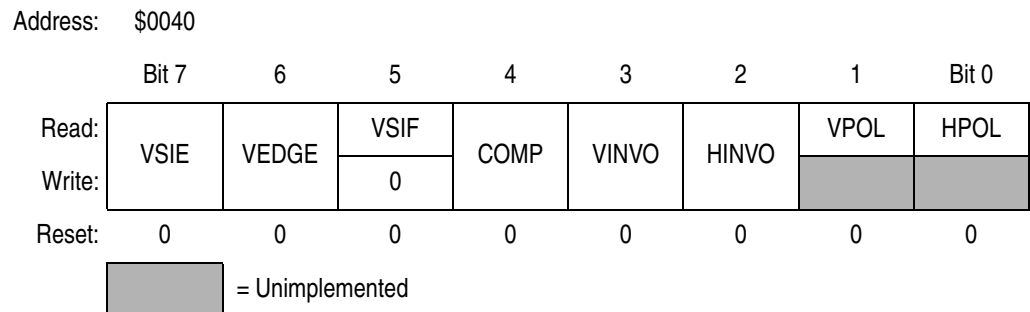 Address: $0040
Bit 7 6 5 4 3 2 1 Bit 0
Read: VSIE VEDGE VSIF COMP VINVO HINVO VPOL HPOL
Write: 0
Reset: 0 0 0 0 0 0 0 0
= Unimplemented